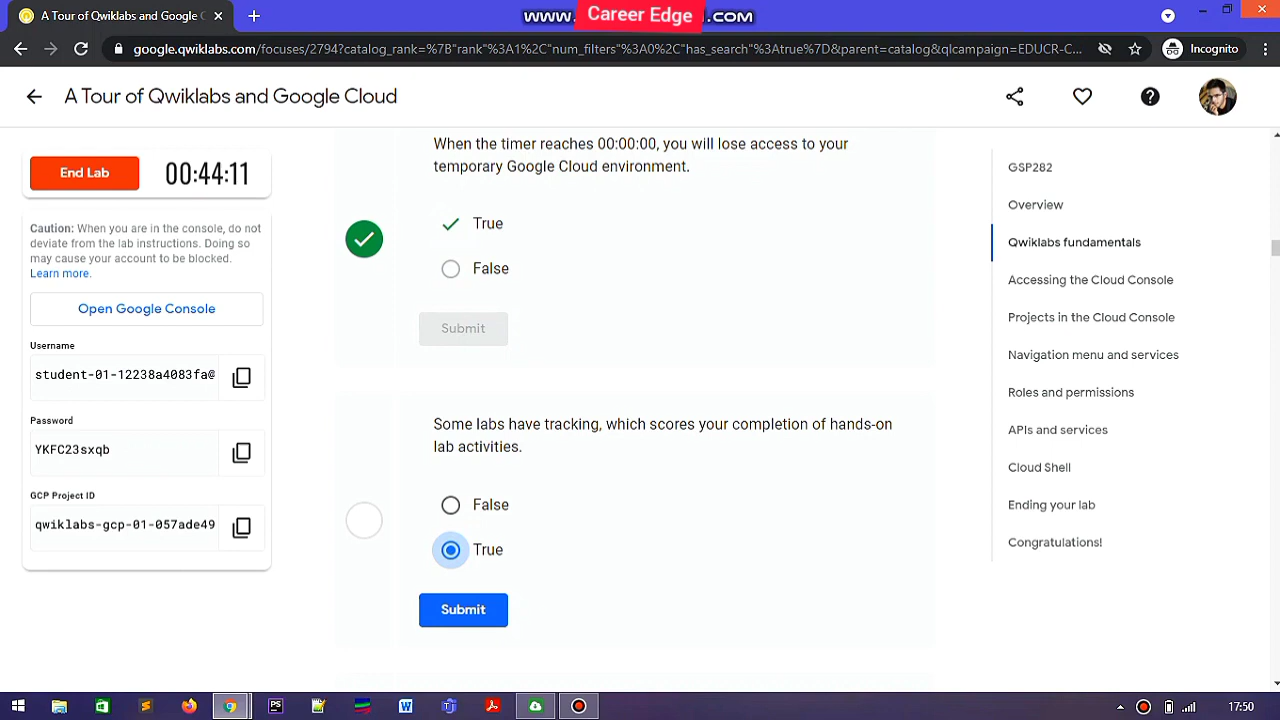 A Tour of Qwiklabs and Google C
www.
Career Edge
.com
google.qwiklabs.com/focuses/2794?catalog_rank=%7B"rank"%3A1%2C"num_filters"%3A0%2C"has_search"%3Atrue%7D&parent=catalog&qlcampaign=EDUCR-C...
Incognito
A Tour of Qwiklabs and Google Cloud
End Lab
00:44:11
Caution: When you are in the console, do not
deviate from the lab instructions. Doing so
may cause your account to be blocked.
Learn more.
Open Google Console
Username
student-01-12238a4083fa@
Password
YKFC23sxqb
GCP Project ID
qwiklabs-gcp-01-057ade49
When the timer reaches 00:00:00, you will lose access to your
temporary Google Cloud environment.
True
False
Submit
Some labs have tracking, which scores your completion of hands-on
lab activities.
False
True
Submit
GSP282
Overview
Qwiklabs fundamentals
Accessing the Cloud Console
Projects in the Cloud Console
Navigation menu and services
Roles and permissions
APIs and services
Cloud Shell
Ending your lab
Congratulations!
17:50